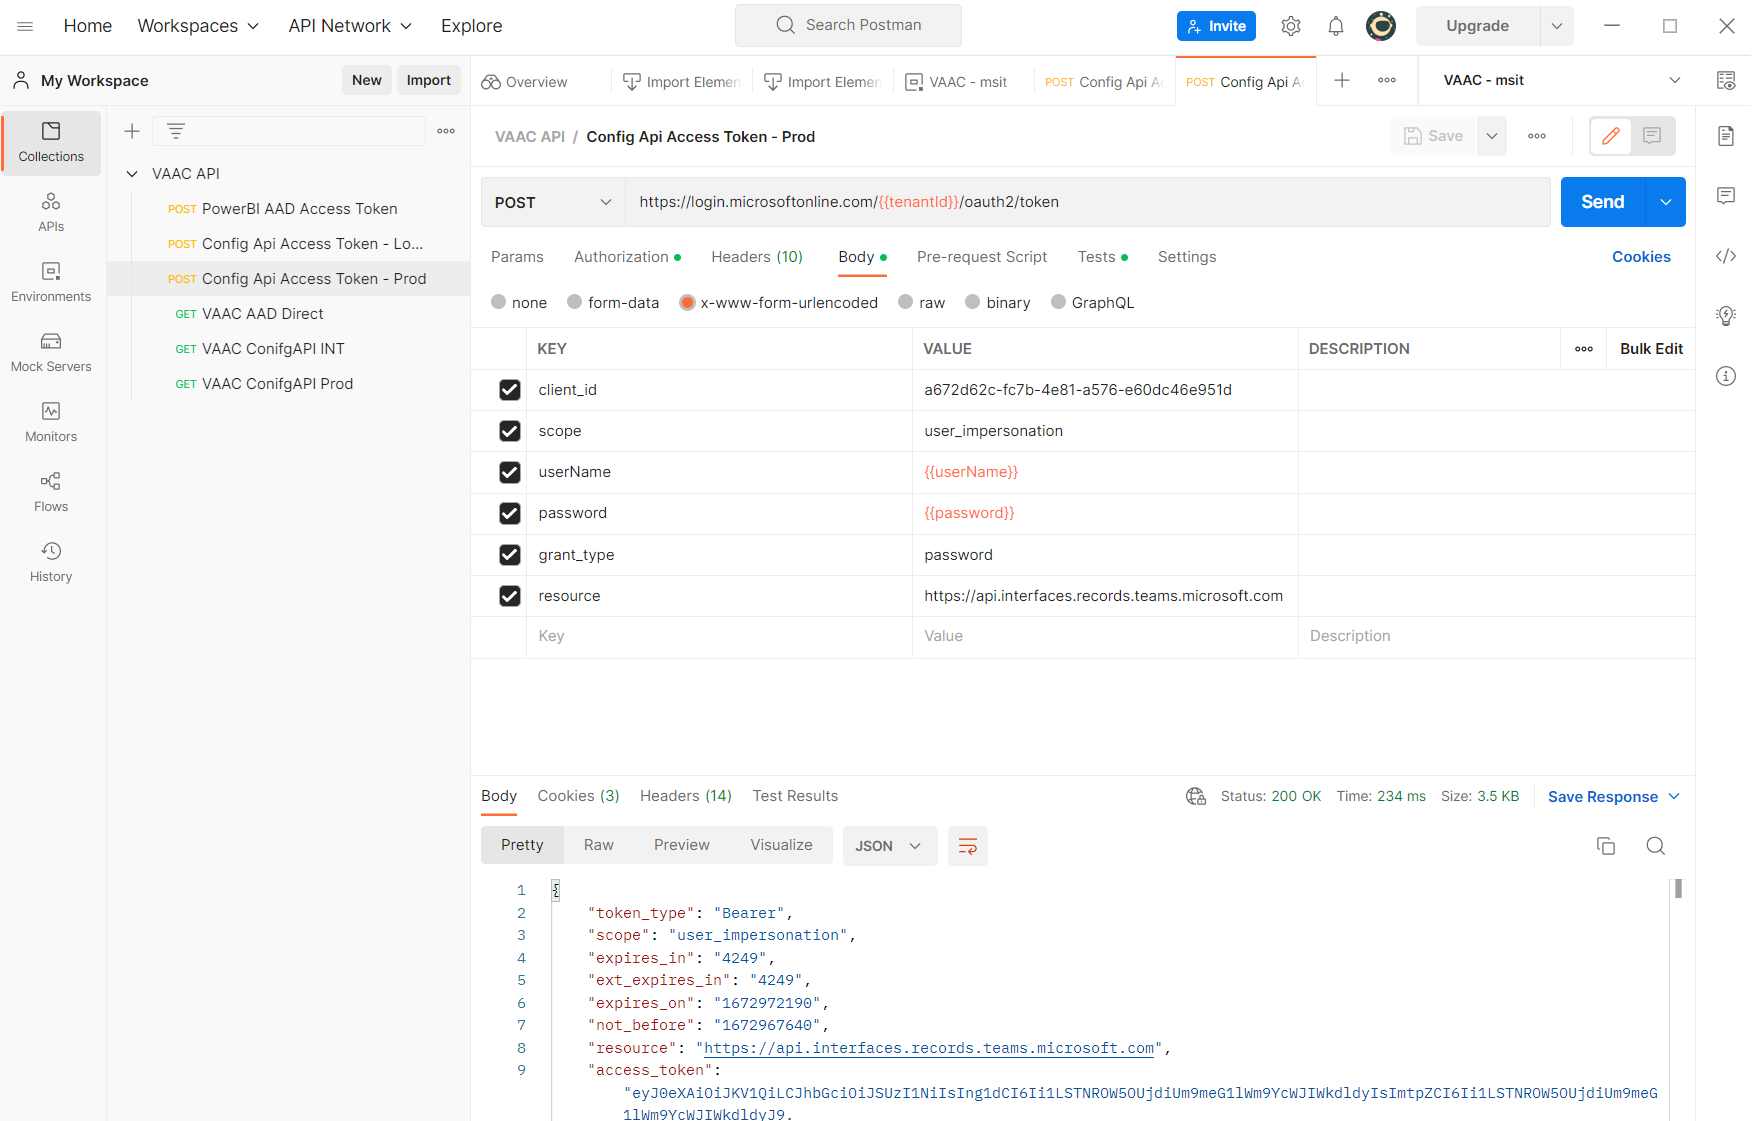 Home Workspaces API Network Explore Search Postman Invite Upgrade
My Workspace New Import Overview Import Elemen Import Elemen VAAC - msit POST Config Api A POST Config Api A VAAC - msit
Collections
APIs
Environments
Mock Servers
Monitors
Flows
History
VAAC API
POST PowerBI AAD Access Token
POST Config Api Access Token - Lo...
POST Config Api Access Token - Prod
GET VAAC AAD Direct
GET VAAC ConifgAPI INT
GET VAAC ConifgAPI Prod
VAAC API / Config Api Access Token - Prod Save
POST https://login.microsoftonline.com/{{tenantId}}/oauth2/token Send
Params Authorization Headers (10) Body Pre-request Script Tests Settings Cookies
none form-data x-www-form-urlencoded raw binary GraphQL
KEY VALUE DESCRIPTION Bulk Edit
client_id a672d62c-fc7b-4e81-a576-e60dc46e951d
scope user_impersonation
userName {{userName}}
password {{password}}
grant_type password
resource https://api.interfaces.records.teams.microsoft.com
Key Value Description
Body Cookies (3) Headers (14) Test Results Status: 200 OK Time: 234 ms Size: 3.5 KB Save Response
Pretty Raw Preview Visualize JSON
1 {
2 "token_type": "Bearer",
3 "scope": "user_impersonation",
4 "expires_in": "4249",
5 "ext_expires_in": "4249",
6 "expires_on": "1672972190",
7 "not_before": "1672967640",
8 "resource": "https://api.interfaces.records.teams.microsoft.com",
9 "access_token":
"eyJ0eXAiOiJKV1QiLCJhbGciOiJSUzI1NiIsIng1dCI6Ii1LSTNROW5OUjdiUm9meG1lWm9YcWJIWkdldyIsImtpZCI6Ii1LSTNROW5OUjdiUm9meG
1lWm9YcWJIWkdldyJ9.